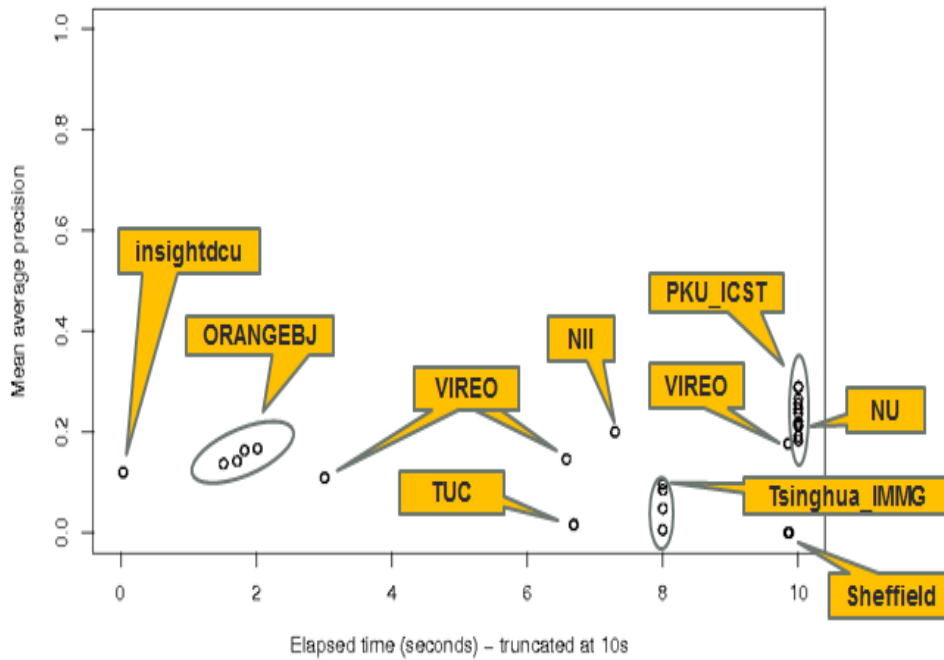 1.0
0.8
0.6
0.4
0.2
0.0
Mean average precision
insightdcu
ORANGEBJ
VIREO
NII
TUC
PKU_ICST
VIREO
NU
Tsinghua_IMMG
Sheffield
0 2 4 6 8 10
Elapsed time (seconds) – truncated at 10s